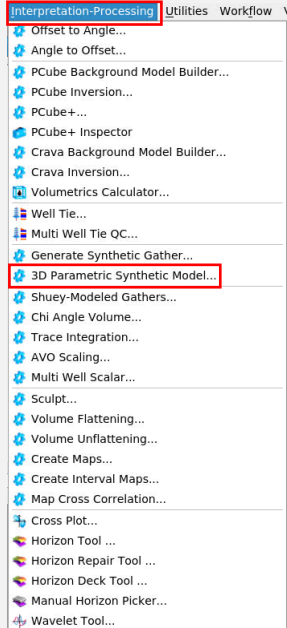 Interpretation-Processing Utilities Workflow
Offset to Angle...
Angle to Offset...
PCube Background Model Builder...
PCube Inversion...
PCube+...
PCube+ Inspector
Crava Background Model Builder...
Crava Inversion...
Volumetrics Calculator...
Well Tie...
Multi Well Tie QC...
Generate Synthetic Gather...
3D Parametric Synthetic Model...
Shuey-Modeled Gathers...
Chi Angle Volume...
Trace Integration...
AVO Scaling...
Multi Well Scalar...
Sculpt...
Volume Flattening...
Volume Unflattening...
Create Maps...
Create Interval Maps...
Map Cross Correlation...
Cross Plot...
Horizon Tool ...
Horizon Repair Tool ...
Horizon Deck Tool ...
Manual Horizon Picker...
Wavelet Tool...